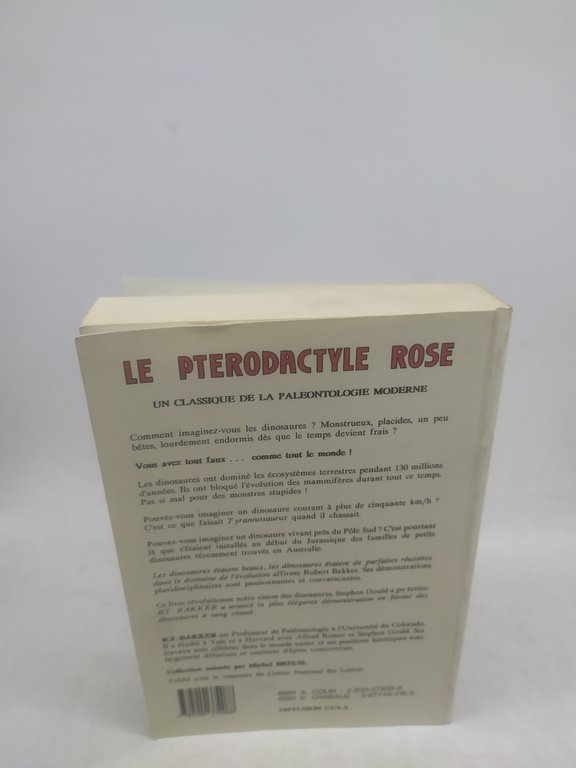 LE PTERODACTYLE ROSE
UN CLASSIQUE DE LA PALEONTOLOGIE MODERNE
Comment imaginez-vous les dinosaures ? Monstrueux, placides, un peu
bêtes, lourdement endormis dès que le temps devient frais ?
Vous avez tout faux . . . comme tout le monde !
Les dinosaures ont dominé les écosystèmes terrestres pendant 130 millions
d'années. Ils ont bloqué l'évolution des mammifères durant tout ce temps.
Pas si mal pour des monstres stupides !
Pouvez-vous imaginer un dinosaure courant à plus de cinquante km/h ?
C'est ce que faisait Tyrannosaurus quand il chassait.
Pouvez-vous imaginer un dinosaure vivant près du Pôle Sud ? C'est pourtant
là que s'étaient installés au début du Jurassique des familles de petits
dinosaures récemment trouvés en Australie.
Les dinosaures étaient beaux, les dinosaures étaient de parfaites réussites
dans le domaine de l'évolution affirme Robert Bakker. Ses démonstrations
pluridisciplinaires sont passionnantes et convaincantes.
Ce livre révolutionne notre vision des dinosaures. Stephen Gould a pu écrire:
R.T. BAKKER a avancé la plus élégante démonstration en faveur des
dinosaures à sang chaud.
R.T. BAKKER est Professeur de Paléontologie à l'Université du Colorado.
Il a étudié à Yale et à Harvard avec Alfred Romer et Stephen Gould. Ses
travaux sont célèbres dans le monde entier et ses positions hérétiques sont
largement débattues et sources d'âpres controverses.
Collection animée par Michel BREUIL
Publié avec le concours du Centre National des Lettres
ISBN A. COLIN
ISBN R. CHABAUD
DIFFUSION CCLA